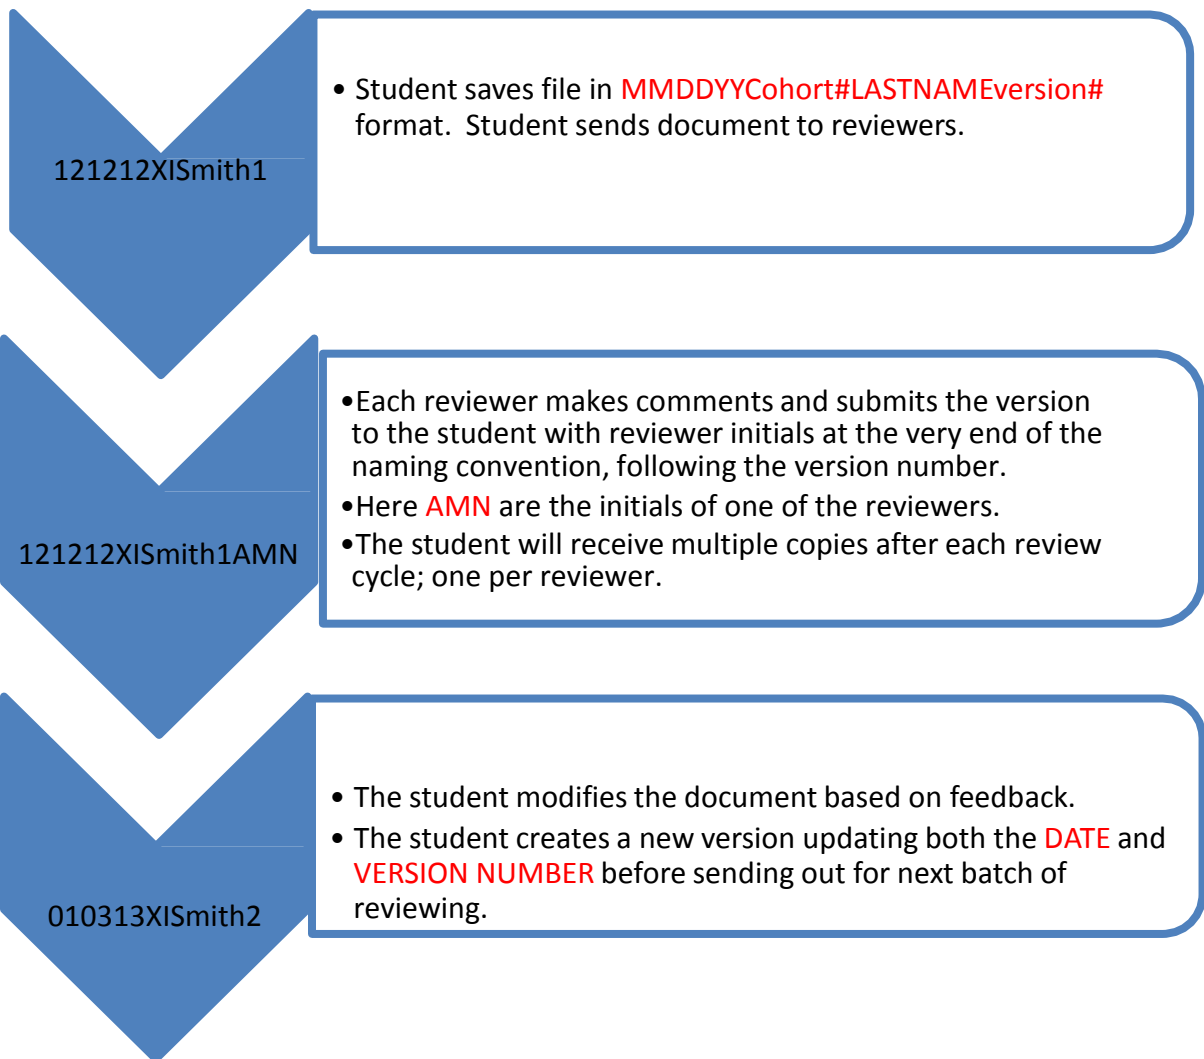 • Student saves file in MMDDYYCohort#LASTNAMEversion#
format.  Student sends document to reviewers.
121212XISmith1
•Each reviewer makes comments and submits the version
to the student with reviewer initials at the very end of the
naming convention, following the version number.
•Here AMN are the initials of one of the reviewers.
•The student will receive multiple copies after each review
cycle; one per reviewer.
121212XISmith1AMN
• The student modifies the document based on feedback.
• The student creates a new version updating both the DATE and
VERSION NUMBER before sending out for next batch of
reviewing.
010313XISmith2